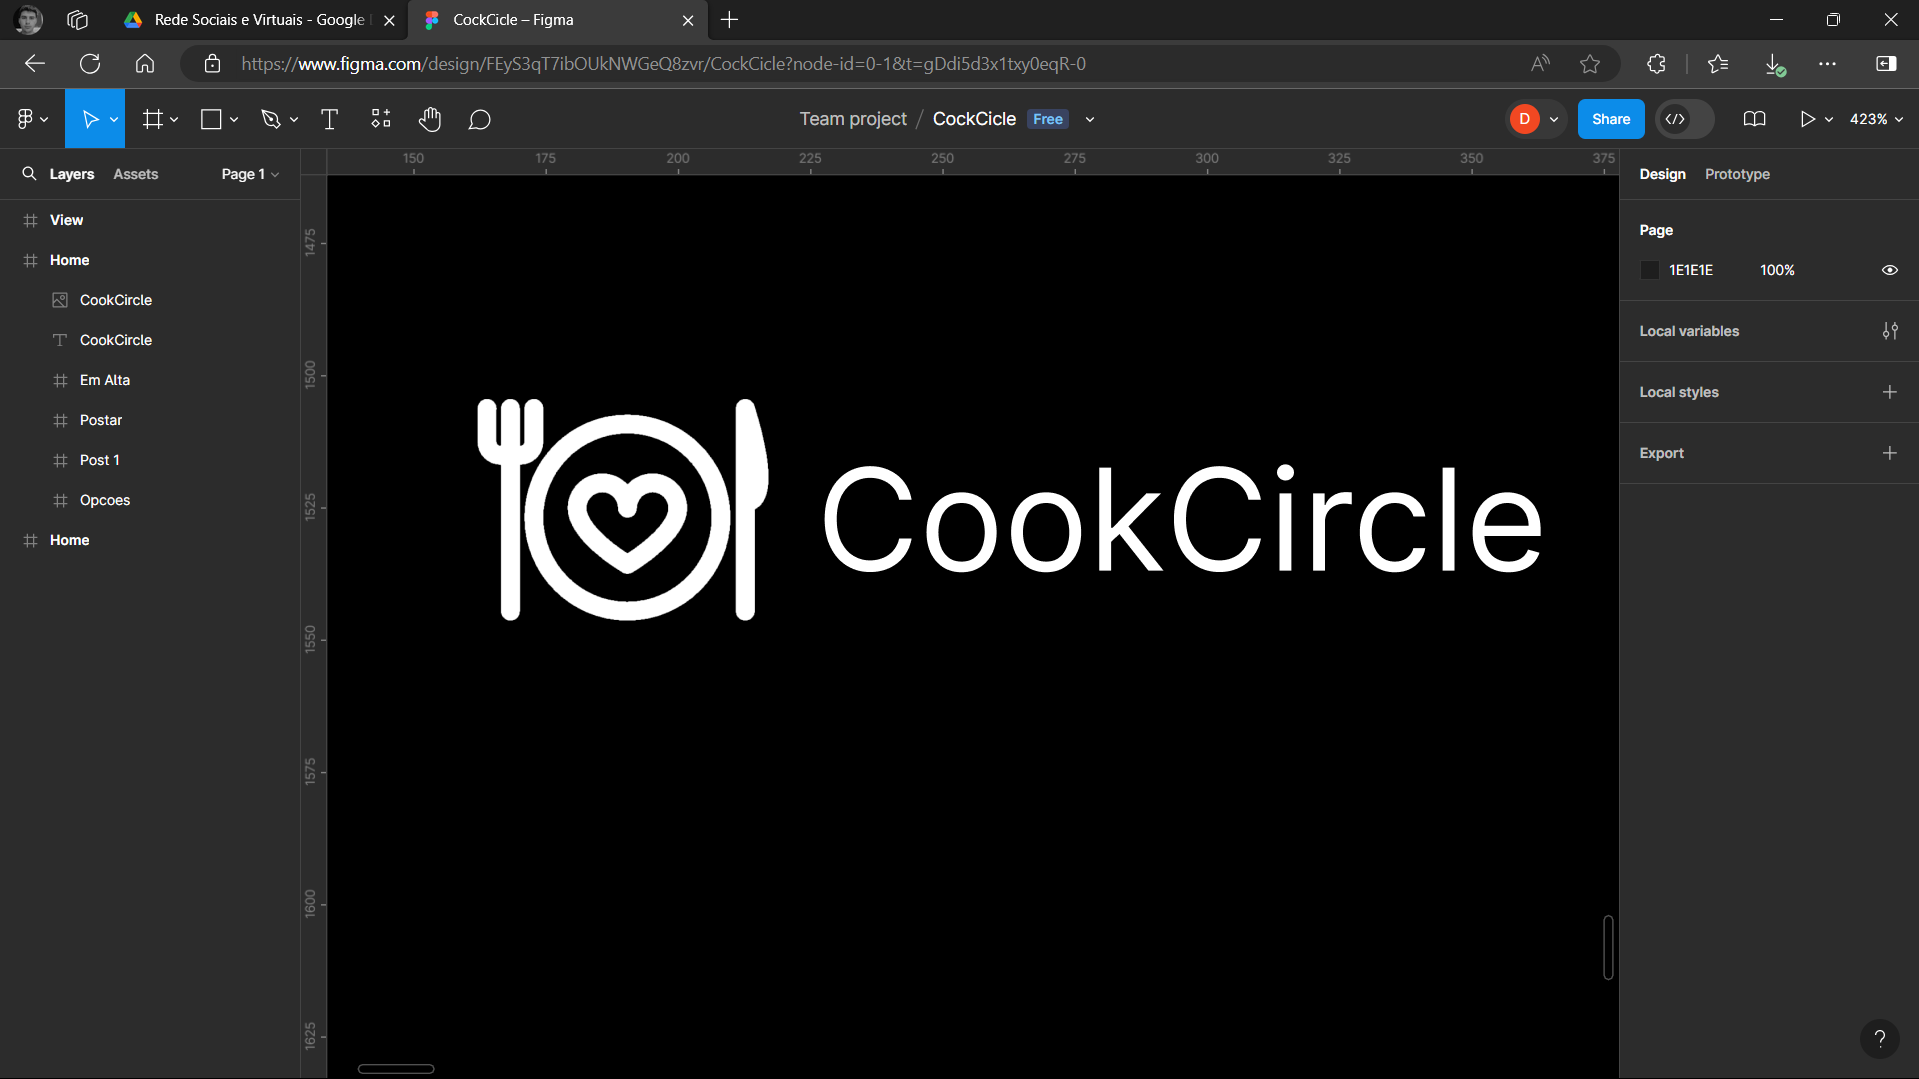 Rede Sociais e Virtuais - Google
CockCicle – Figma
https://www.figma.com/design/FEyS3qT7ibOUkNWGeQ8zvr/CockCicle?node-id=0-1&t=gDdi5d3x1txy0eqR-0
Team project / CockCicle Free
D
Share
423%
Layers Assets Page 1
150 175 200 225 250 275 300 325 350 375
Design Prototype
View
Home
CookCircle
CookCircle
Em Alta
Postar
Post 1
Opcoes
Home
1475
1500
1525
1550
1575
1600
1625
CookCircle
Page
1E1E1E 100%
Local variables
Local styles
Export
?